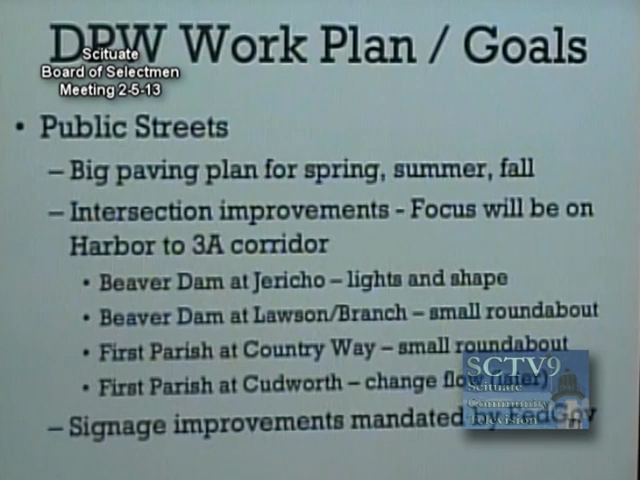 DPW Work Plan / Goals
Scituate
Board of Selectmen
Meeting 2-5-13
• Public Streets
– Big paving plan for spring, summer, fall
– Intersection improvements - Focus will be on
Harbor to 3A corridor
• Beaver Dam at Jericho – lights and shape
• Beaver Dam at Lawson/Branch – small roundabout
• First Parish at Country Way – small roundabout
• First Parish at Cudworth – change flow (later)
– Signage improvements mandated by FedGov
SCTV9
Scituate
Community
Television